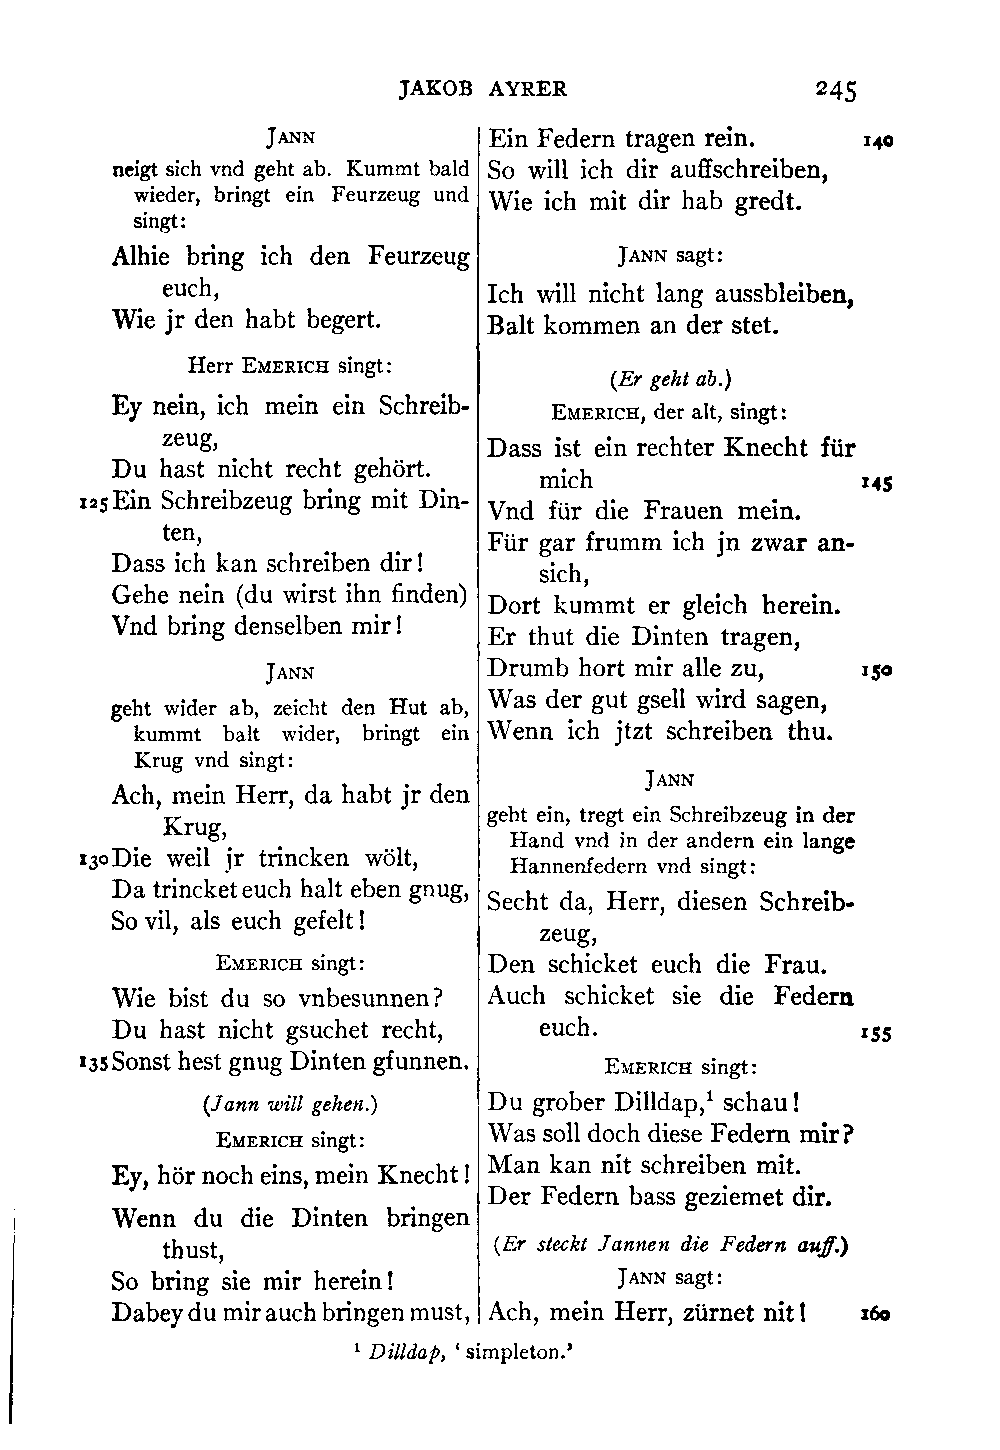 JAKOB AYRER 245
JANN
neigt sich vnd geht ab. Kummt bald
wieder, bringt ein Feurzeug und
singt:
Alhie bring ich den Feurzeug
euch,
Wie jr den habt begert.
Herr EMERICH singt:
Ey nein, ich mein ein Schreib-
zeug,
Du hast nicht recht gehört.
125 Ein Schreibzeug bring mit Din-
ten,
Dass ich kan schreiben dir!
Gehe nein (du wirst ihn finden)
Vnd bring denselben mir!
JANN
geht wider ab, zeicht den Hut ab,
kummt balt wider, bringt ein
Krug vnd singt:
Ach, mein Herr, da habt jr den
Krug,
130 Die weil jr trincken wölt,
Da trincket euch halt eben gnug,
So vil, als euch gefelt!
EMERICH singt:
Wie bist du so vnbesunnen?
Du hast nicht gsuchet recht,
135 Sonst hest gnug Dinten gfunnen.
(Jann will gehen.)
EMERICH singt:
Ey, hör noch eins, mein Knecht!
Wenn du die Dinten bringen
thust,
So bring sie mir herein!
Dabey du mir auch bringen must,
Ein Federn tragen rein. 140
So will ich dir auffschreiben,
Wie ich mit dir hab gredt.
JANN sagt:
Ich will nicht lang aussbleiben,
Balt kommen an der stet.
(Er geht ab.)
EMERICH, der alt, singt:
Dass ist ein rechter Knecht für
mich 145
Vnd für die Frauen mein.
Für gar frumm ich jn zwar an-
sich,
Dort kummt er gleich herein.
Er thut die Dinten tragen,
Drumb hort mir alle zu, 150
Was der gut gsell wird sagen,
Wenn ich jtzt schreiben thu.
JANN
geht ein, tregt ein Schreibzeug in der
Hand vnd in der andern ein lange
Hannenfedern vnd singt:
Secht da, Herr, diesen Schreib-
zeug,
Den schicket euch die Frau.
Auch schicket sie die Federn
euch. 155
EMERICH singt:
Du grober Dilldap,¹ schau!
Was soll doch diese Federn mir?
Man kan nit schreiben mit.
Der Federn bass geziemet dir.
(Er steckt Jannen die Federn auff.)
JANN sagt:
Ach, mein Herr, zürnet nit! 160
¹ Dilldap, ‘ simpleton.’